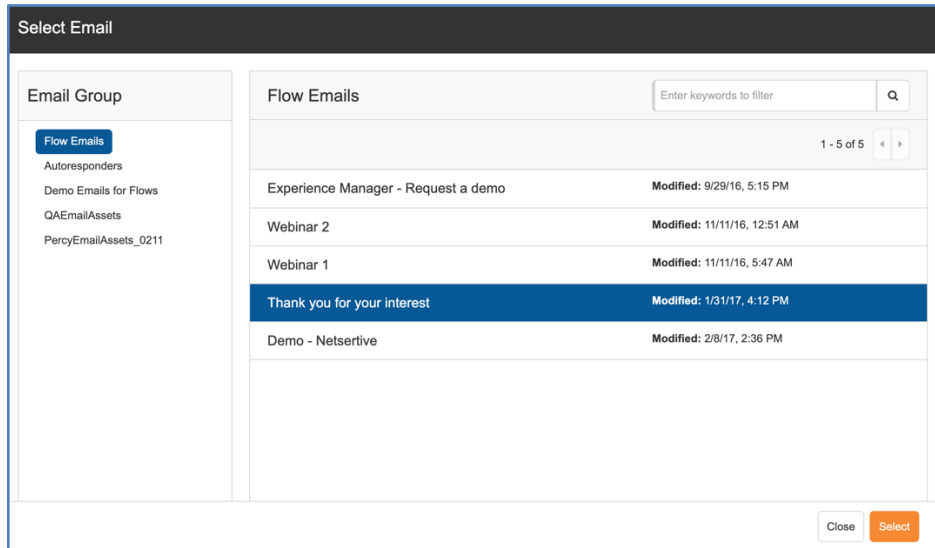 Select Email
Email Group
Flow Emails
Autoresponders
Demo Emails for Flows
QAEmailAssets
PercyEmailAssets_0211
Flow Emails
Enter keywords to filter
1 - 5 of 5
Experience Manager - Request a demo Modified: 9/29/16, 5:15 PM
Webinar 2 Modified: 11/11/16, 12:51 AM
Webinar 1 Modified: 11/11/16, 5:47 AM
Thank you for your interest Modified: 1/31/17, 4:12 PM
Demo - Netsertive Modified: 2/8/17, 2:36 PM
Close Select